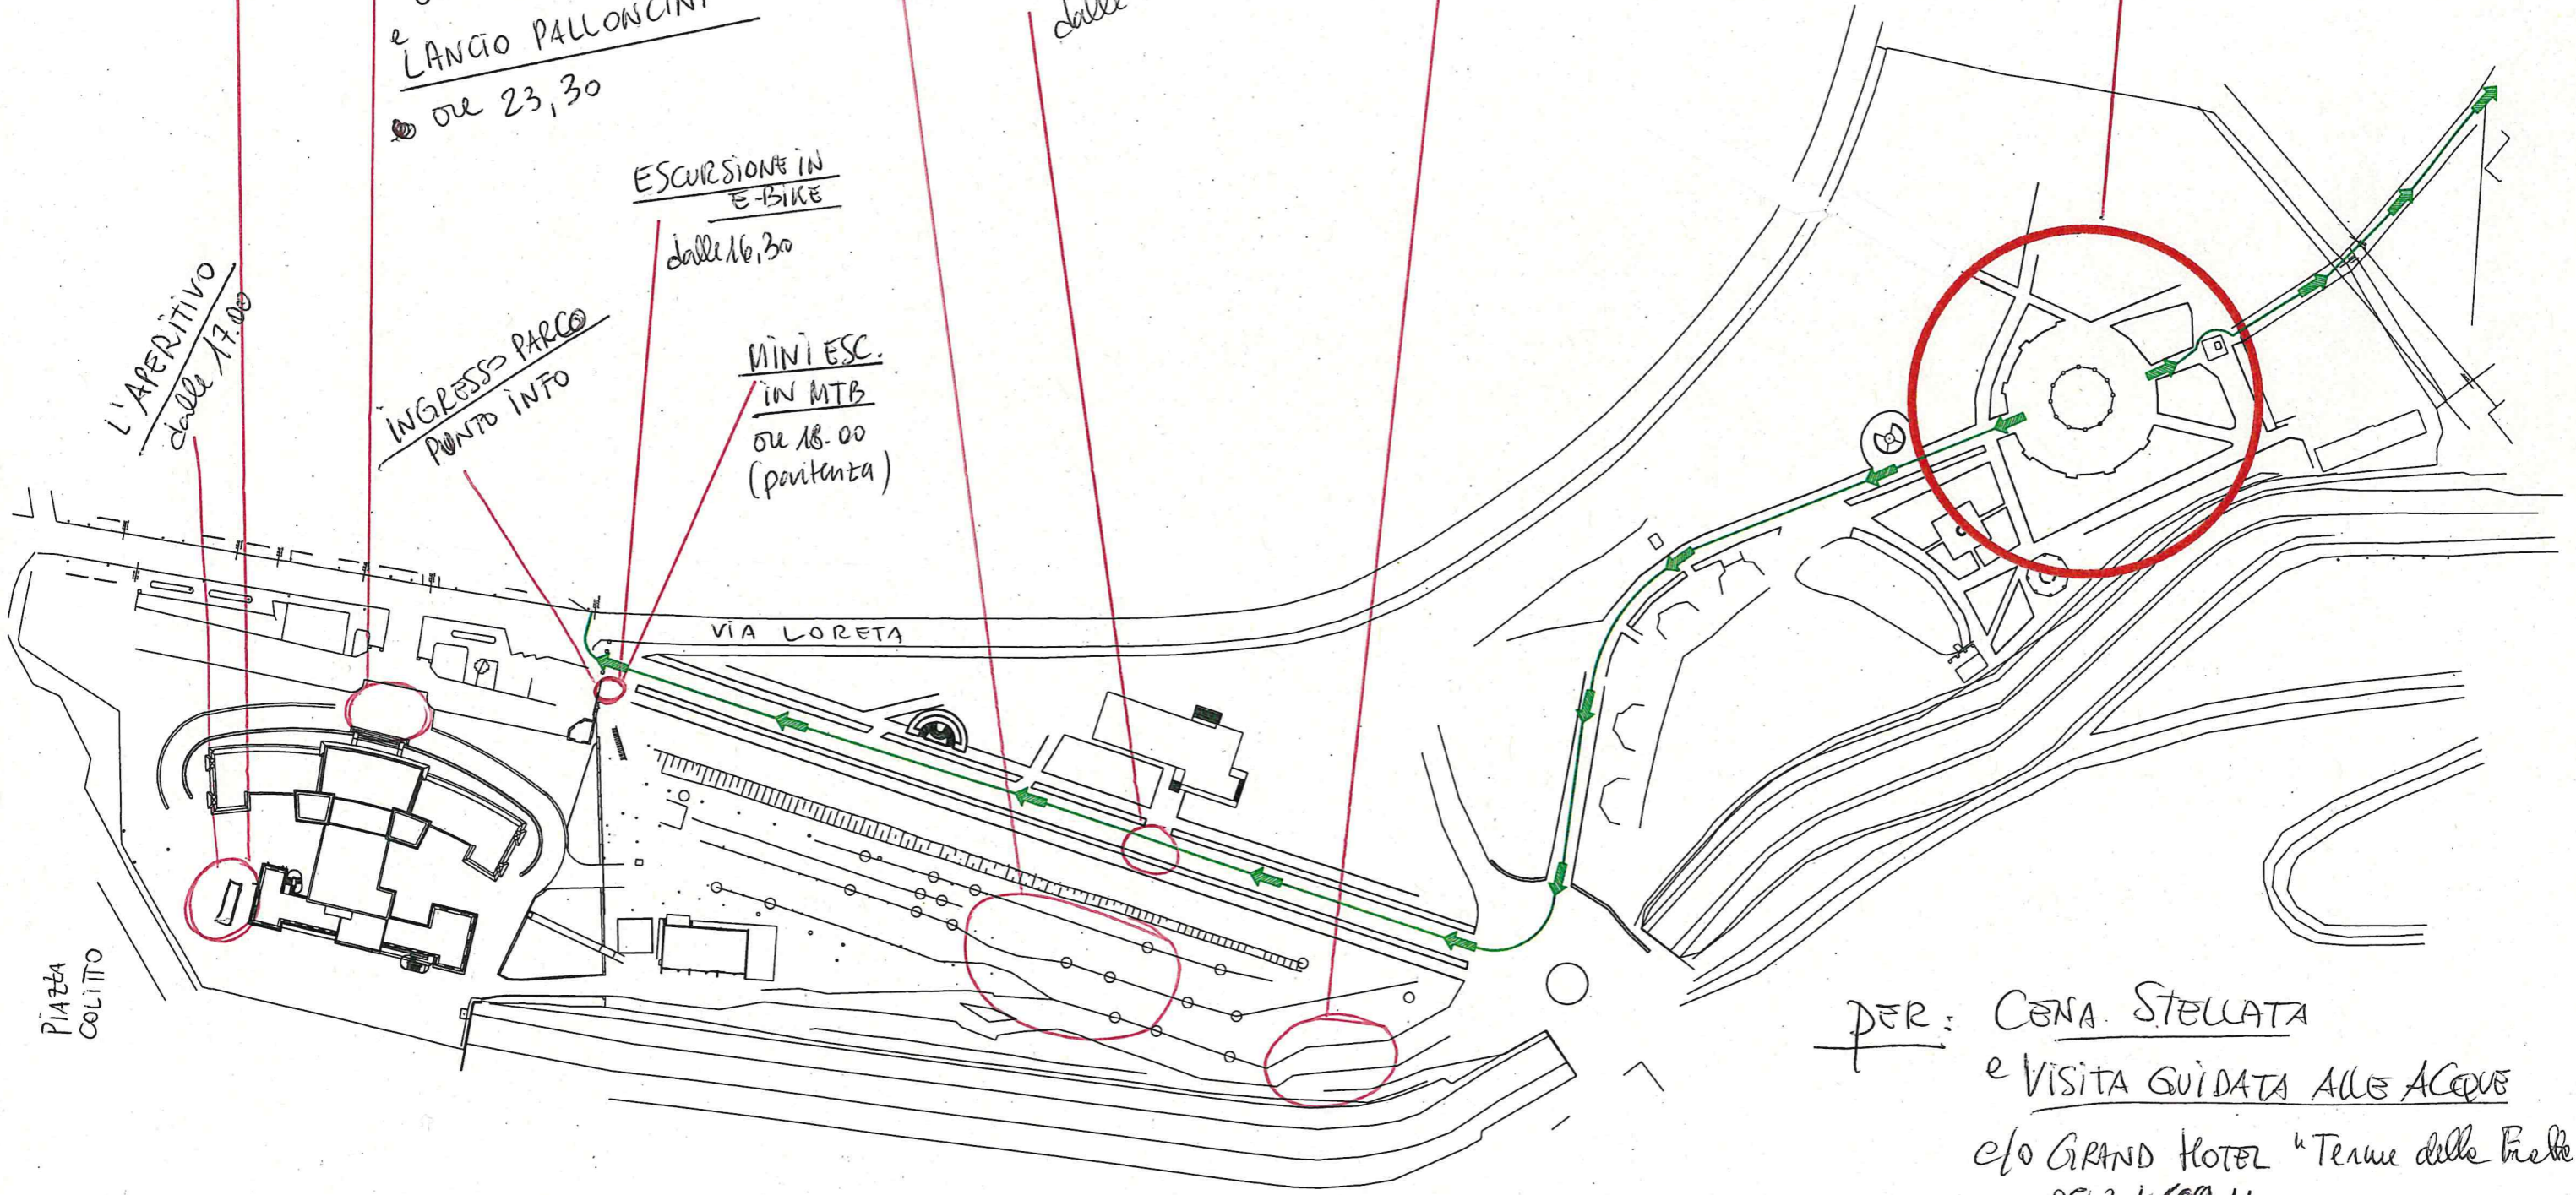 e
LANCIO PALLONCINI
ore 23,30
dalle
ESCURSIONE IN
E-BIKE
dalle 16,30
L'APERITIVO
dalle 17.00
INGRESSO PARCO
PUNTO INFO
MINI ESC.
IN MTB
ore 18.00
(partenza)
VIA LORETA
PIAZZA
COLITTO
PER: CENA STELLATA
e VISITA GUIDATA ALLE ACQUE
c/o GRAND HOTEL "Terme della Fratte